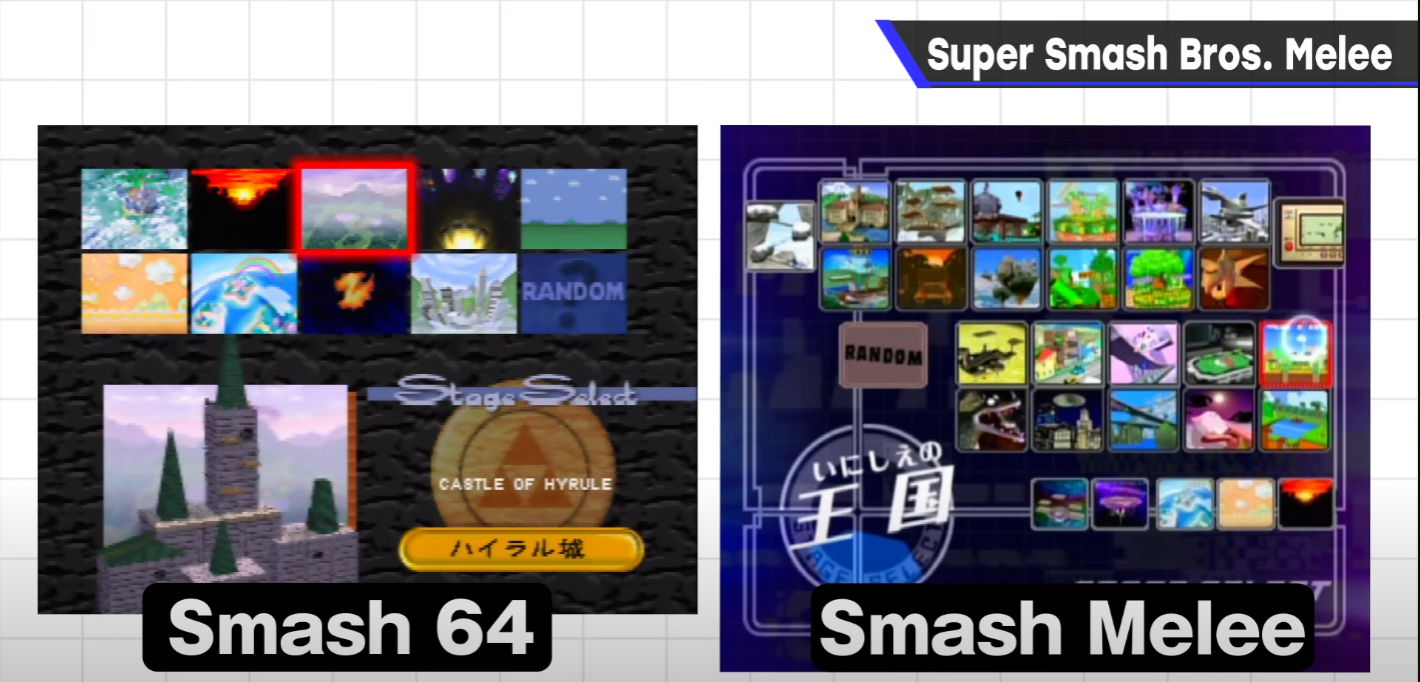 Super Smash Bros. Melee
RANDOM
Stage Select
CASTLE OF HYRULE
ハイラル城
Smash 64
RANDOM
いにしえの
王国
Smash Melee